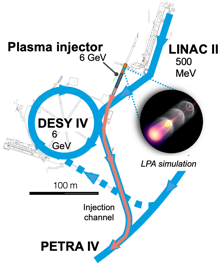 Plasma injector
6 GeV
LINAC II
500
MeV
DESY IV
6
GeV
LPA simulation
100 m
Injection
channel
PETRA IV